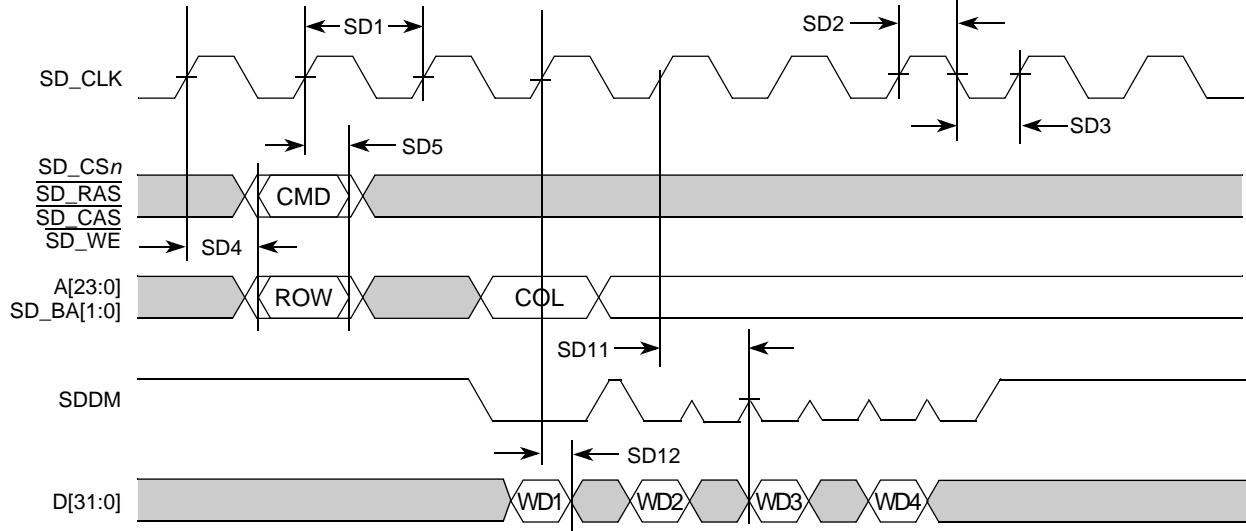 SD1
SD2
SD_CLK
SD3
SD5
SD_CSn
SD_RAS
CMD
SD_CAS
SD_WE
SD4
A[23:0]
ROW
COL
SD_BA[1:0]
SD11
SDDM
SD12
D[31:0]
WD1
WD2
WD3
WD4